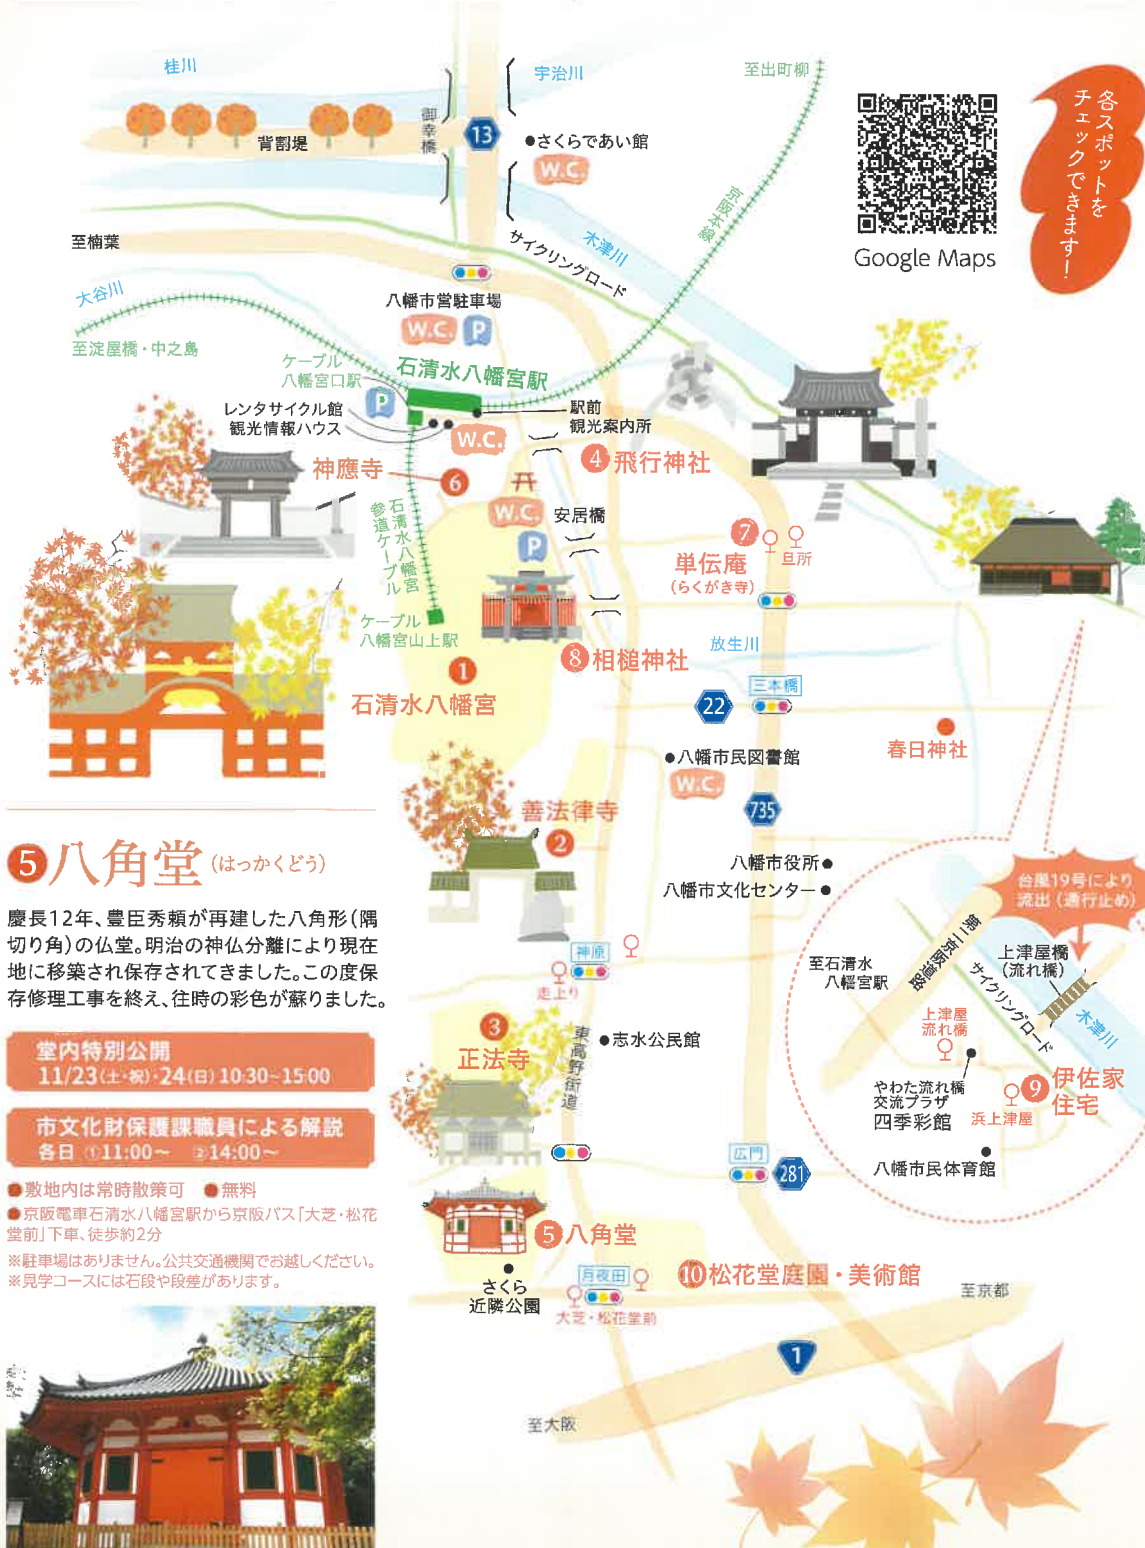 桂川
宇治川
至出町柳
各スポットを
チェックできます!
御幸橋
13
背割堤
●さくらであい館
W.C.
京阪本線
Google Maps
至楠葉
サイクリングロード
木津川
大谷川
八幡市営駐車場
W.C. P
至淀屋橋・中之島
ケーブル
八幡宮口駅
石清水八幡宮駅
P
レンタサイクル館
観光情報ハウス
駅前
観光案内所
W.C.
4 飛行神社
神應寺
6
石清水八幡宮
参道ケーブル
W.C.
安居橋
P
7
単伝庵
(らくがき寺)
旦所
ケーブル
八幡宮山上駅
8 相槌神社
放生川
1
石清水八幡宮
22
三本橋
春日神社
●八幡市民図書館
W.C.
735
善法律寺
2
八幡市役所●
八幡市文化センター●
5 八角堂(はっかくどう)
慶長12年、豊臣秀頼が再建した八角形(隅
切り角)の仏堂。明治の神仏分離により現在
地に移築され保存されてきました。この度保
存修理工事を終え、往時の彩色が蘇りました。
堂内特別公開
11/23(土・祝)・24(日) 10:30~15:00
市文化財保護課職員による解説
各日 ①11:00~ ②14:00~
●敷地内は常時散策可 ●無料
●京阪電車石清水八幡宮駅から京阪バス「大芝・松花
堂前」下車、徒歩約2分
※駐車場はありません。公共交通機関でお越しください。
※見学コースには石段や段差があります。
神原
走上り
3
正法寺
東高野街道
●志水公民館
広門
281
5 八角堂
さくら
近隣公園
月夜田
大芝・松花堂前
10 松花堂庭園・美術館
至京都
1
至大阪
台風19号により
流出(通行止め)
第二京阪道路
上津屋橋
(流れ橋)
至石清水
八幡宮駅
サイクリングロード
木津川
上津屋
流れ橋
やわた流れ橋
交流プラザ
四季彩館
9 伊佐家
住宅
浜上津屋
八幡市民体育館